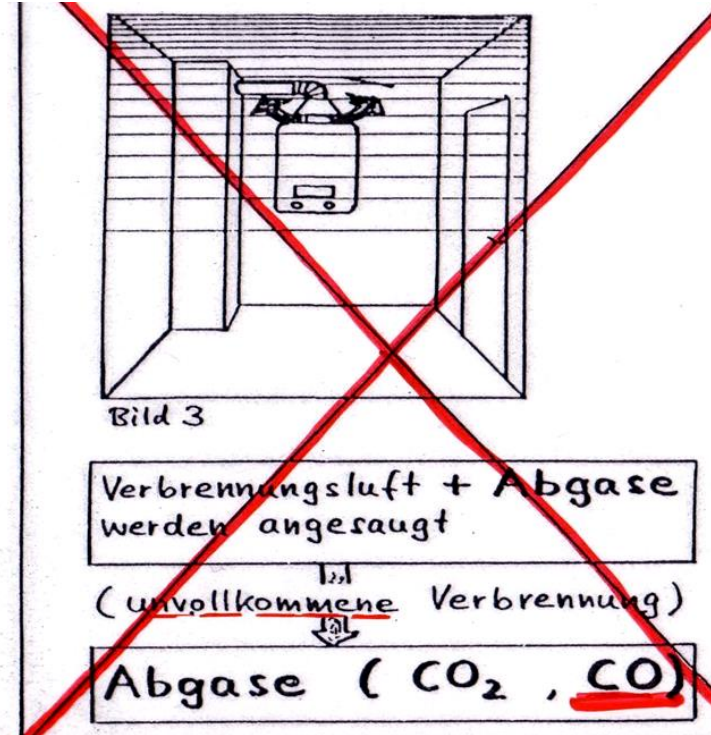 Bild 3
Verbrennungsluft + Abgase
werden angesaugt
(unvollkommene Verbrennung)
Abgase (CO₂, CO)